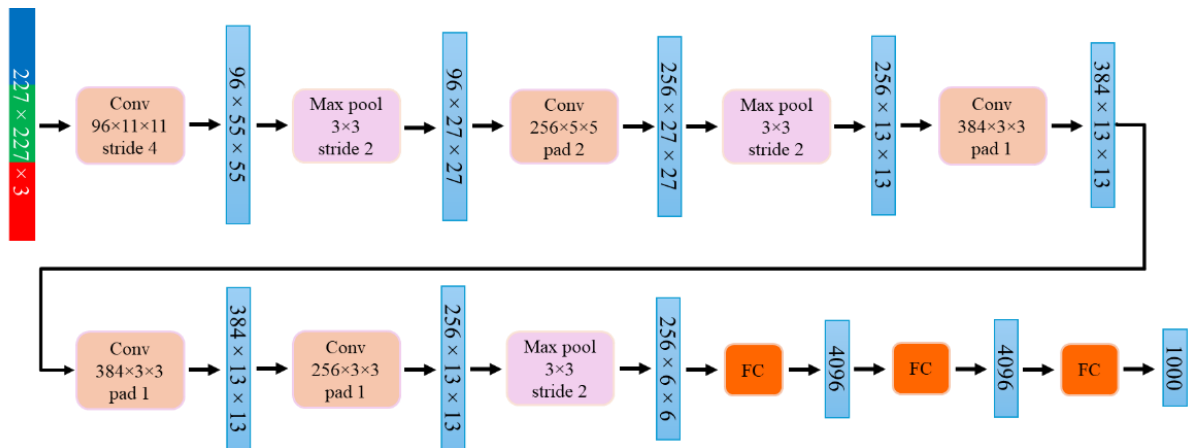 227 × 227 × 3
Conv
96×11×11
stride 4
96 × 55 × 55
Max pool
3×3
stride 2
96 × 27 × 27
Conv
256×5×5
pad 2
256 × 27 × 27
Max pool
3×3
stride 2
256 × 13 × 13
Conv
384×3×3
pad 1
384 × 13 × 13
Conv
384×3×3
pad 1
384 × 13 × 13
Conv
256×3×3
pad 1
256 × 13 × 13
Max pool
3×3
stride 2
256 × 6 × 6
FC
4096
FC
4096
FC
1000